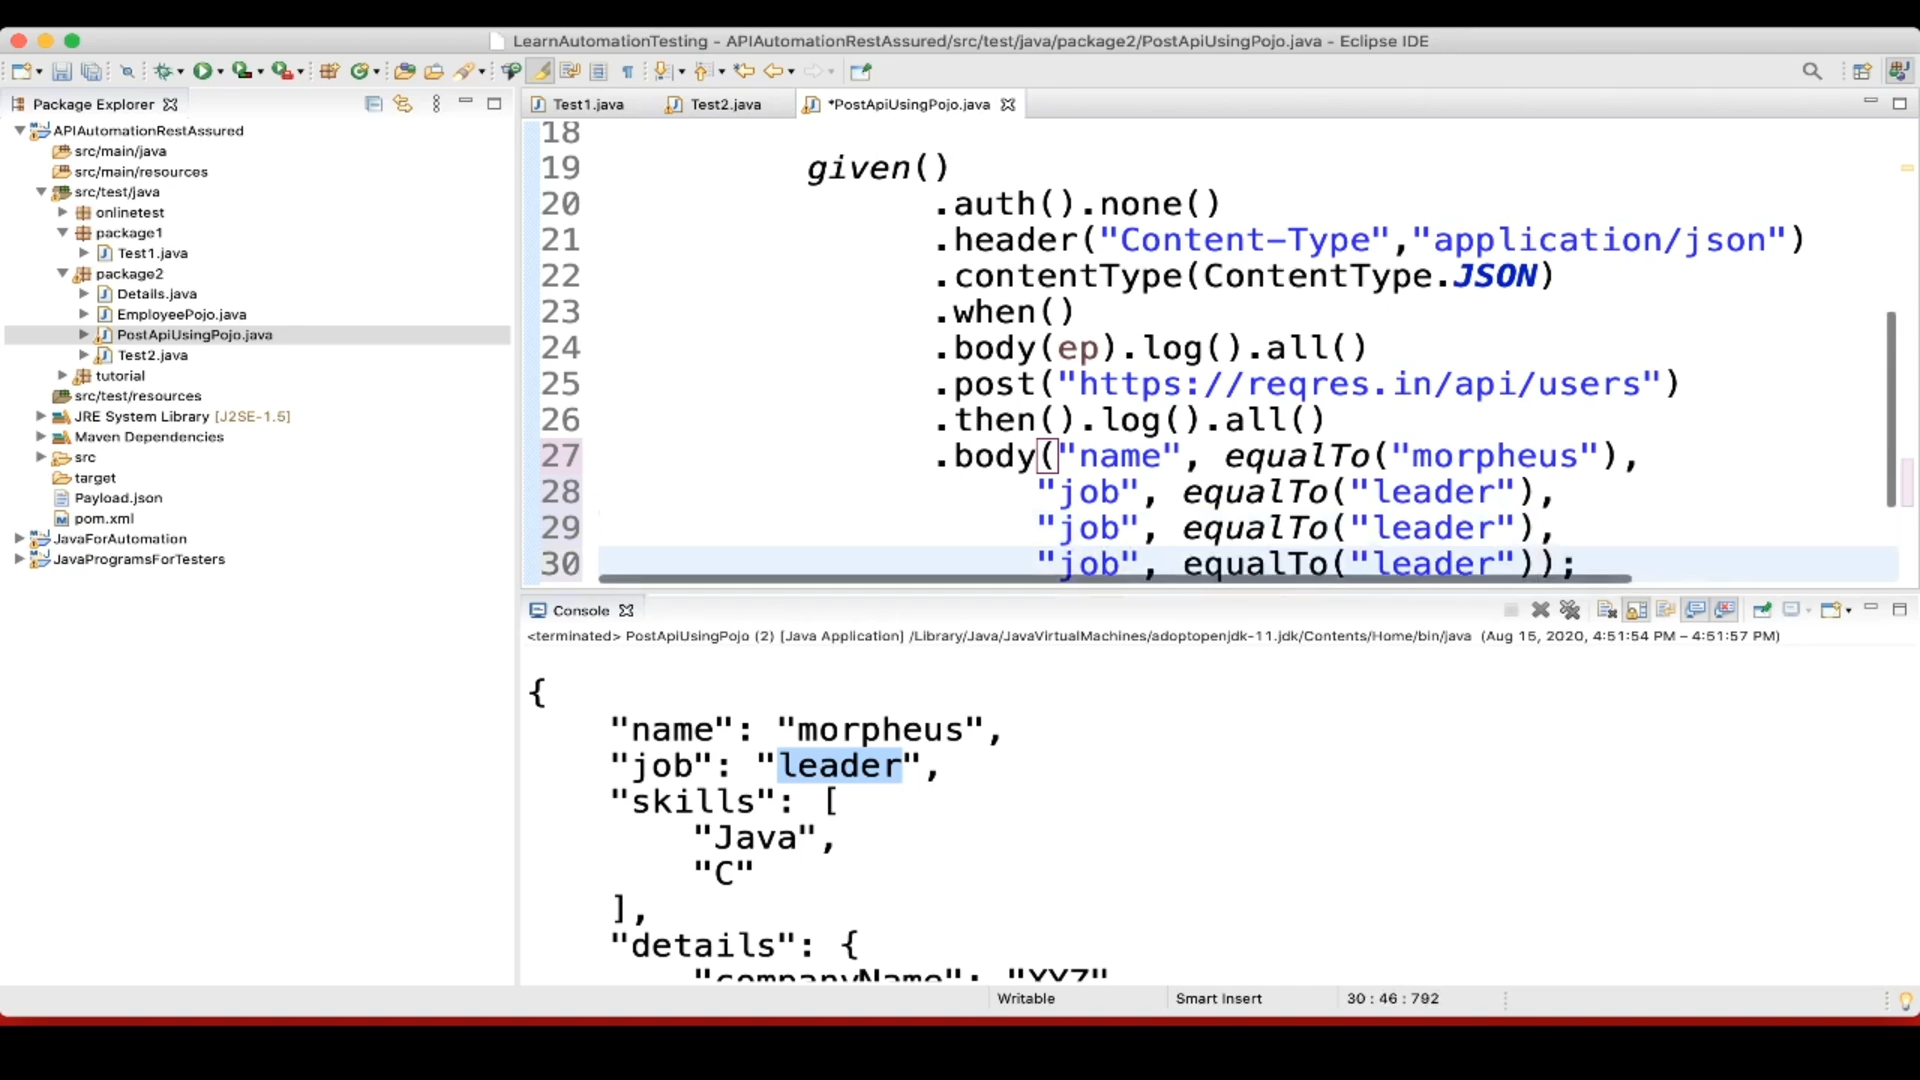 LearnAutomationTesting - APIAutomationRestAssured/src/test/java/package2/PostApiUsingPojo.java - Eclipse IDE
Package Explorer
Test1.java
Test2.java
*PostApiUsingPojo.java
APIAutomationRestAssured
src/main/java
src/main/resources
src/test/java
onlinetest
package1
Test1.java
package2
Details.java
EmployeePojo.java
PostApiUsingPojo.java
Test2.java
tutorial
src/test/resources
JRE System Library [J2SE-1.5]
Maven Dependencies
src
target
Payload.json
pom.xml
JavaForAutomation
JavaProgramsForTesters
18
19 given()
20 .auth().none()
21 .header("Content-Type","application/json")
22 .contentType(ContentType.JSON)
23 .when()
24 .body(ep).log().all()
25 .post("https://reqres.in/api/users")
26 .then().log().all()
27 .body("name", equalTo("morpheus"),
28 "job", equalTo("leader"),
29 "job", equalTo("leader"),
30 "job", equalTo("leader"));
Console
<terminated> PostApiUsingPojo (2) [Java Application] /Library/Java/JavaVirtualMachines/adoptopenjdk-11.jdk/Contents/Home/bin/java (Aug 15, 2020, 4:51:54 PM – 4:51:57 PM)
{
"name": "morpheus",
"job": "leader",
"skills": [
"Java",
"C"
],
"details": {
"companyName": "XYZ"
Writable
Smart Insert
30 : 46 : 792